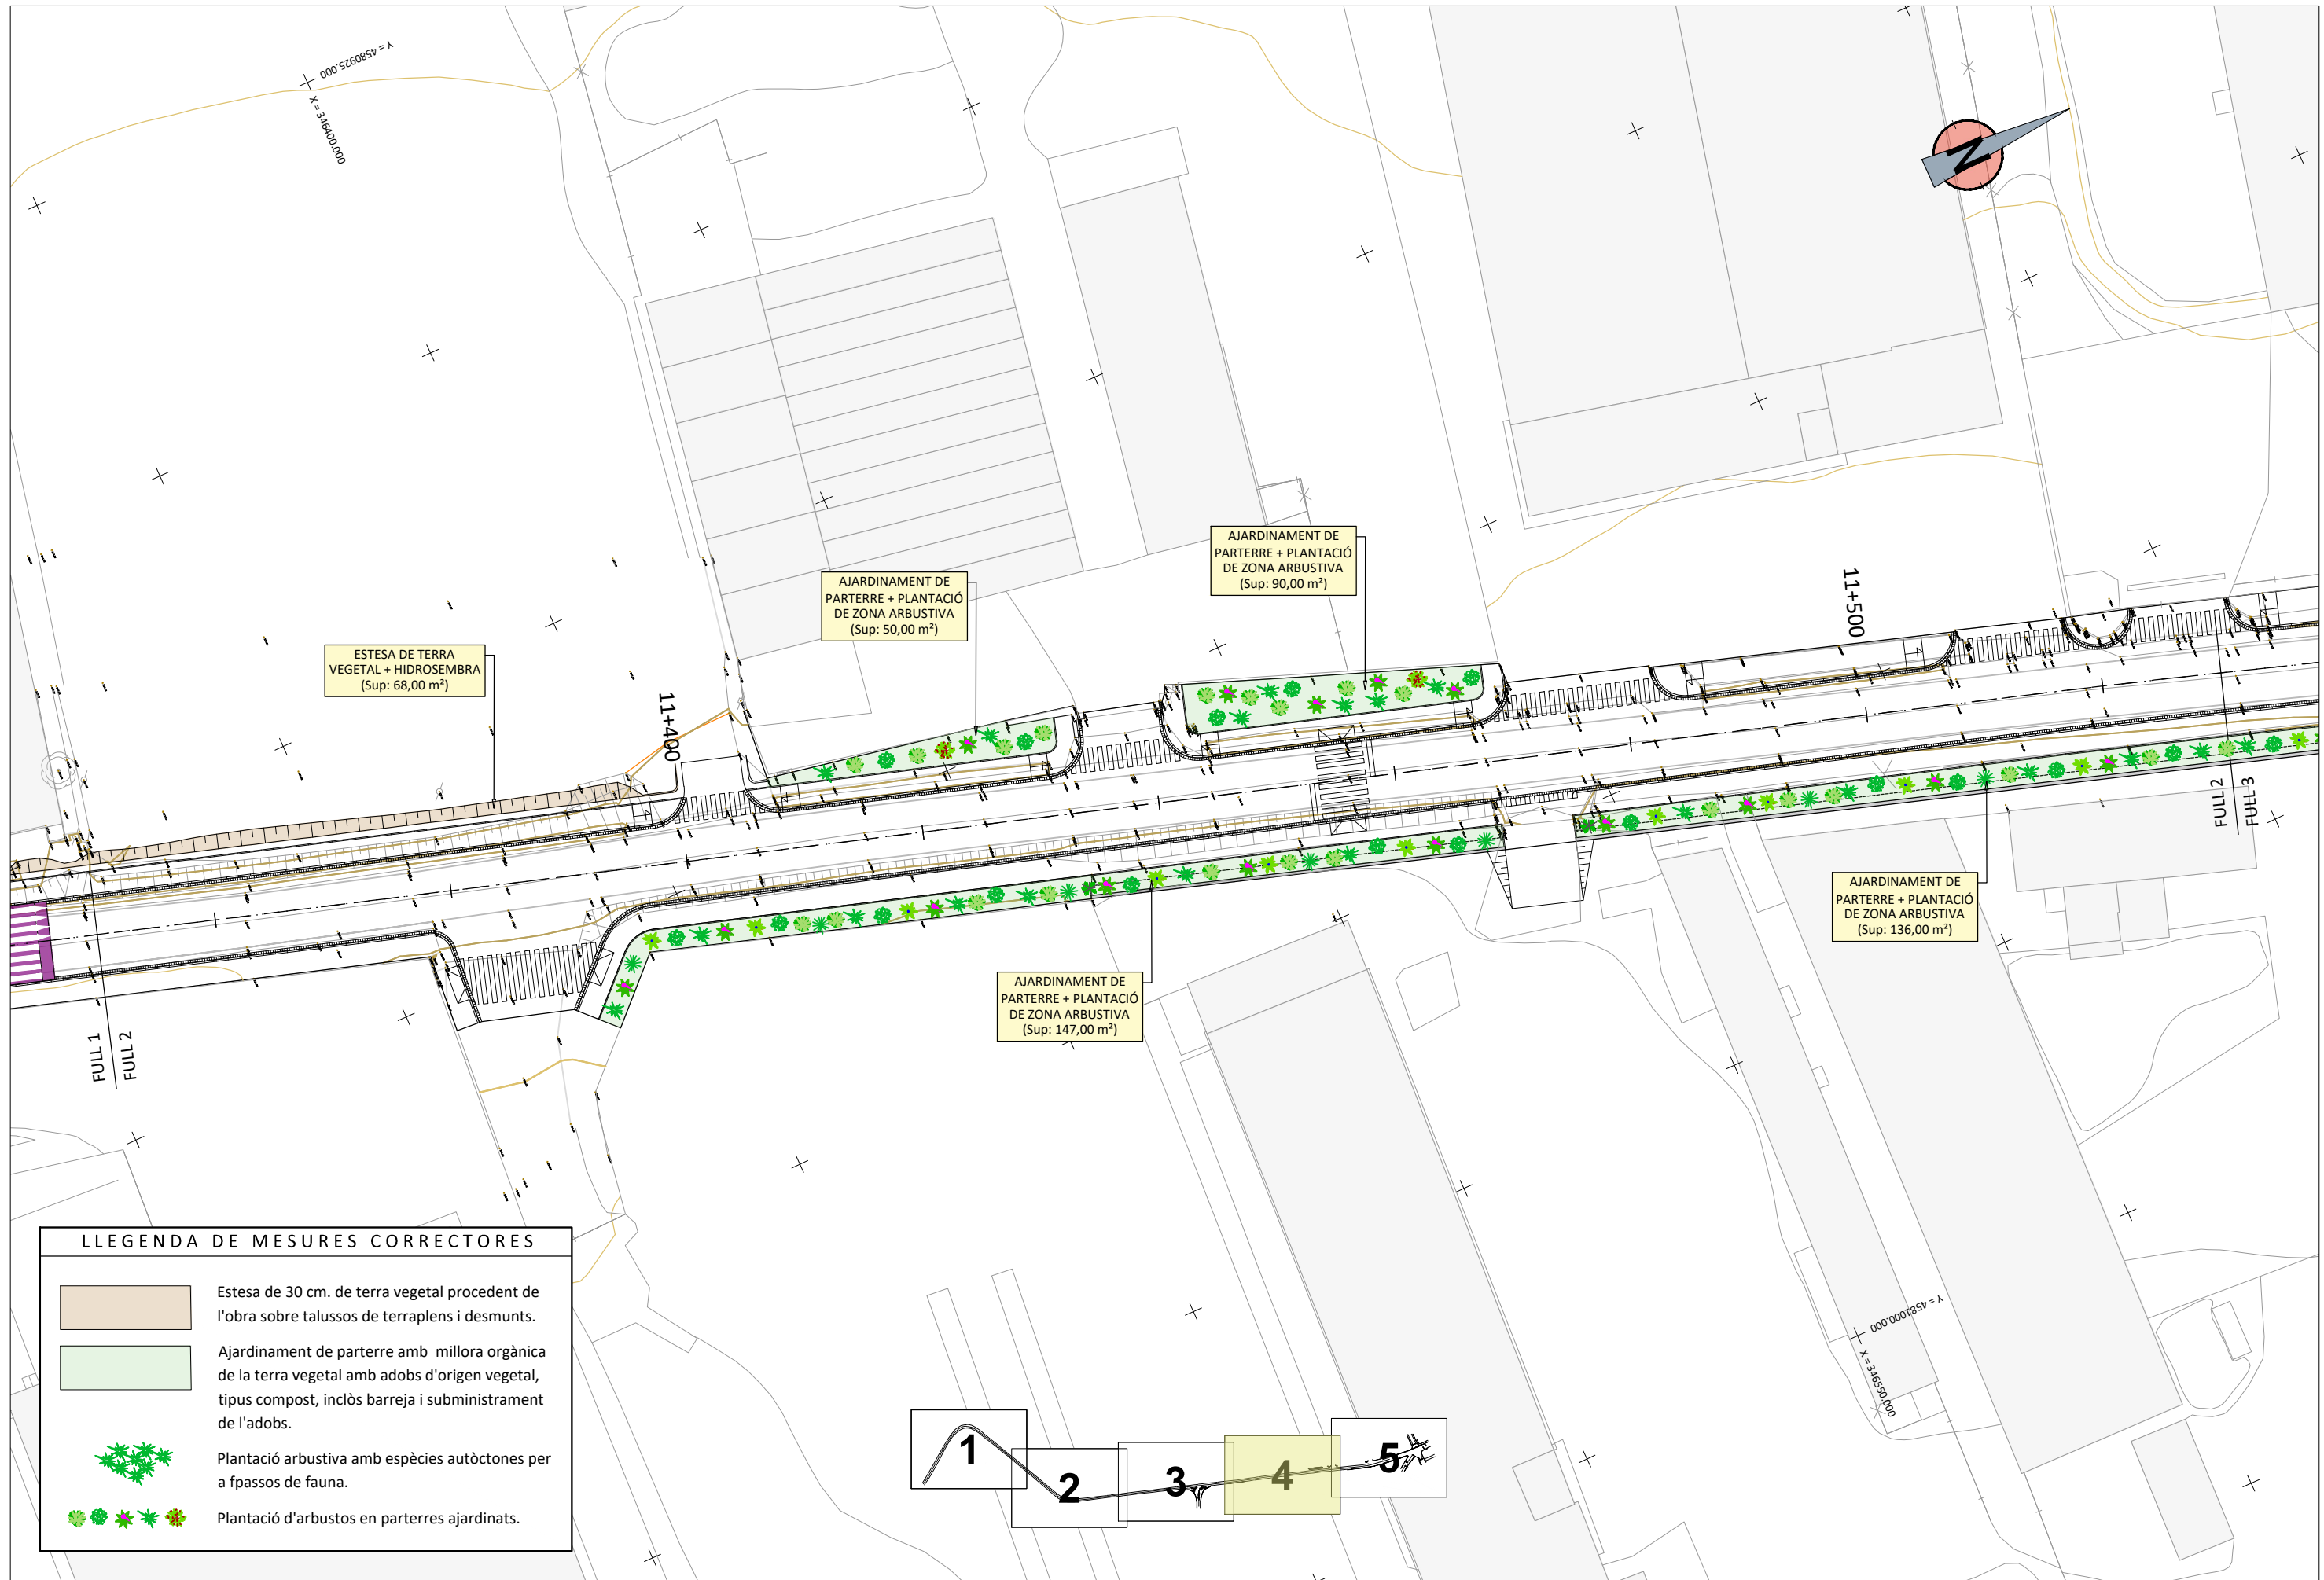 Y = 4580925.000
X = 346400.000
N
AJARDINAMENT DE
PARTERRE + PLANTACIÓ
DE ZONA ARBUSTIVA
(Sup: 90,00 m²)
AJARDINAMENT DE
PARTERRE + PLANTACIÓ
DE ZONA ARBUSTIVA
(Sup: 50,00 m²)
ESTESA DE TERRA
VEGETAL + HIDROSEMBRA
(Sup: 68,00 m²)
11+400
11+500
FULL 2
FULL 3
AJARDINAMENT DE
PARTERRE + PLANTACIÓ
DE ZONA ARBUSTIVA
(Sup: 136,00 m²)
AJARDINAMENT DE
PARTERRE + PLANTACIÓ
DE ZONA ARBUSTIVA
(Sup: 147,00 m²)
FULL 1
FULL 2
LLEGENDA DE MESURES CORRECTORES
Estesa de 30 cm. de terra vegetal procedent de
l'obra sobre talussos de terraplens i desmunts.
Ajardinament de parterre amb millora orgànica
de la terra vegetal amb adobs d'origen vegetal,
tipus compost, inclòs barreja i subministrament
de l'adobs.
Plantació arbustiva amb espècies autòctones per
a fpassos de fauna.
Plantació d'arbustos en parterres ajardinats.
Y = 4581000.000
X = 346550.000
1
2
3
4
5